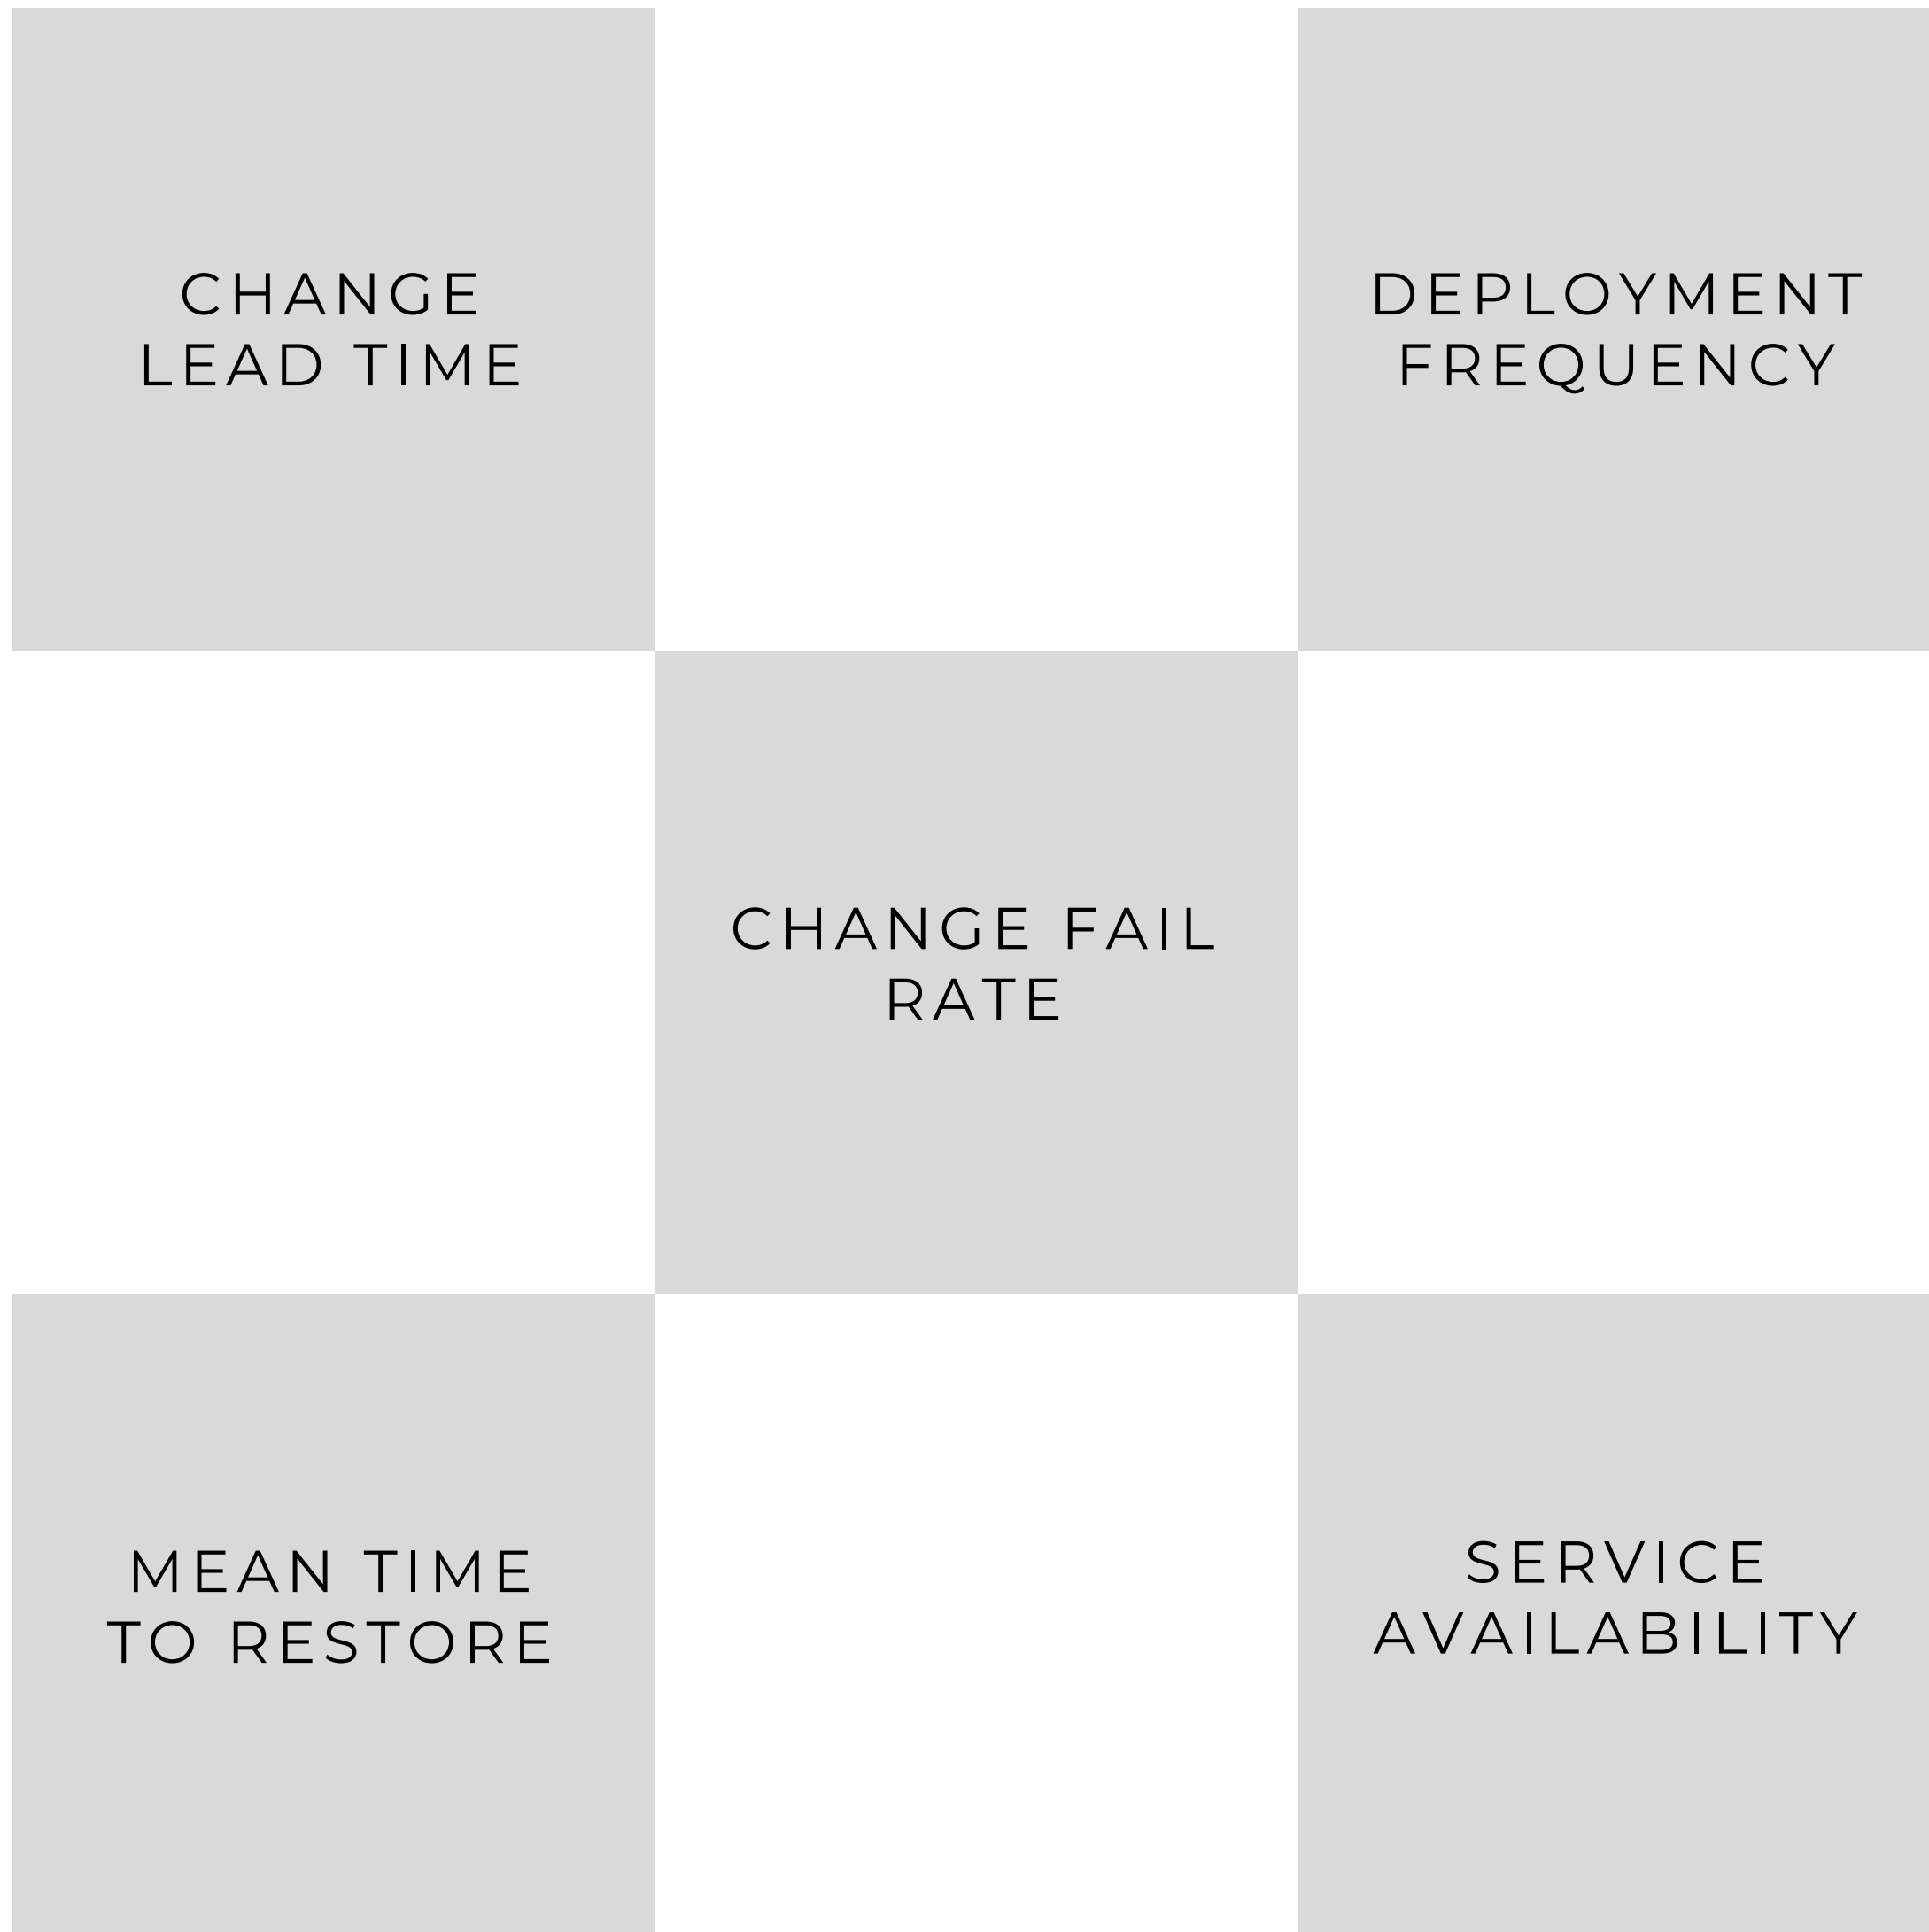 CHANGE
LEAD TIME
DEPLOYMENT
FREQUENCY
CHANGE FAIL
RATE
MEAN TIME
TO RESTORE
SERVICE
AVAILABILITY